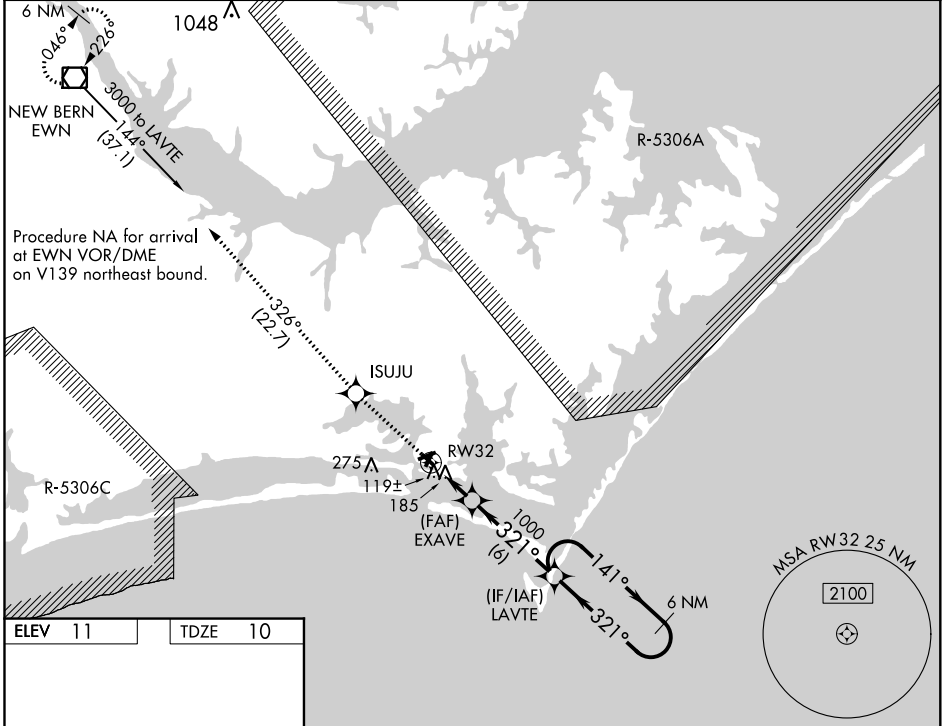 6 NM
1048
046°
226°
NEW BERN
EWN
3000 to LAVTE
144°
(37.1)
R-5306A
Procedure NA for arrival
at EWN VOR/DME
on V139 northeast bound.
326°
(22.7)
ISUJU
RW32
275
119±
185
R-5306C
(FAF)
EXAVE
1000
321°
(6)
141°
(IF/IAF)
LAVTE
6 NM
321°
MSA RW32 25 NM
2100
ELEV 11
TDZE 10